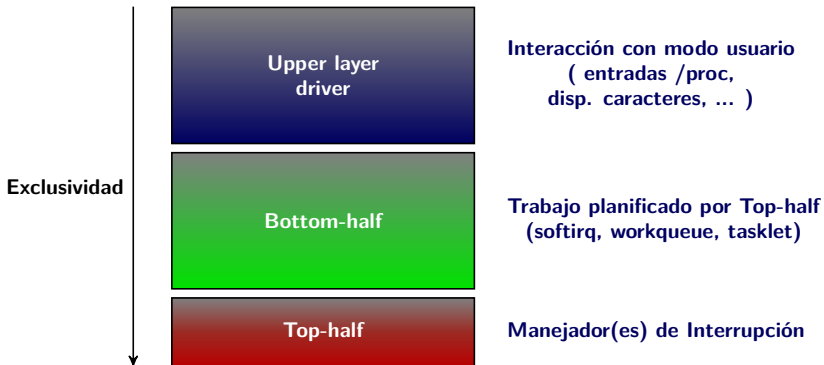 Upper layer
driver
Interacción con modo usuario
( entradas /proc,
disp. caracteres, ... )
Exclusividad
Bottom-half
Trabajo planificado por Top-half
(softirq, workqueue, tasklet)
Top-half
Manejador(es) de Interrupción